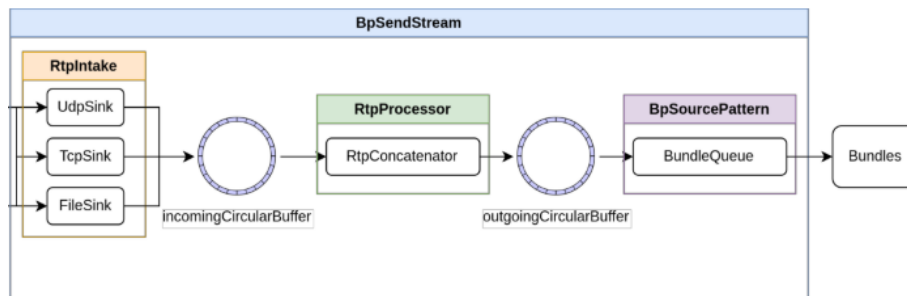 BpSendStream
RtpIntake
UdpSink
TcpSink
FileSink
incomingCircularBuffer
RtpProcessor
RtpConcatenator
outgoingCircularBuffer
BpSourcePattern
BundleQueue
Bundles